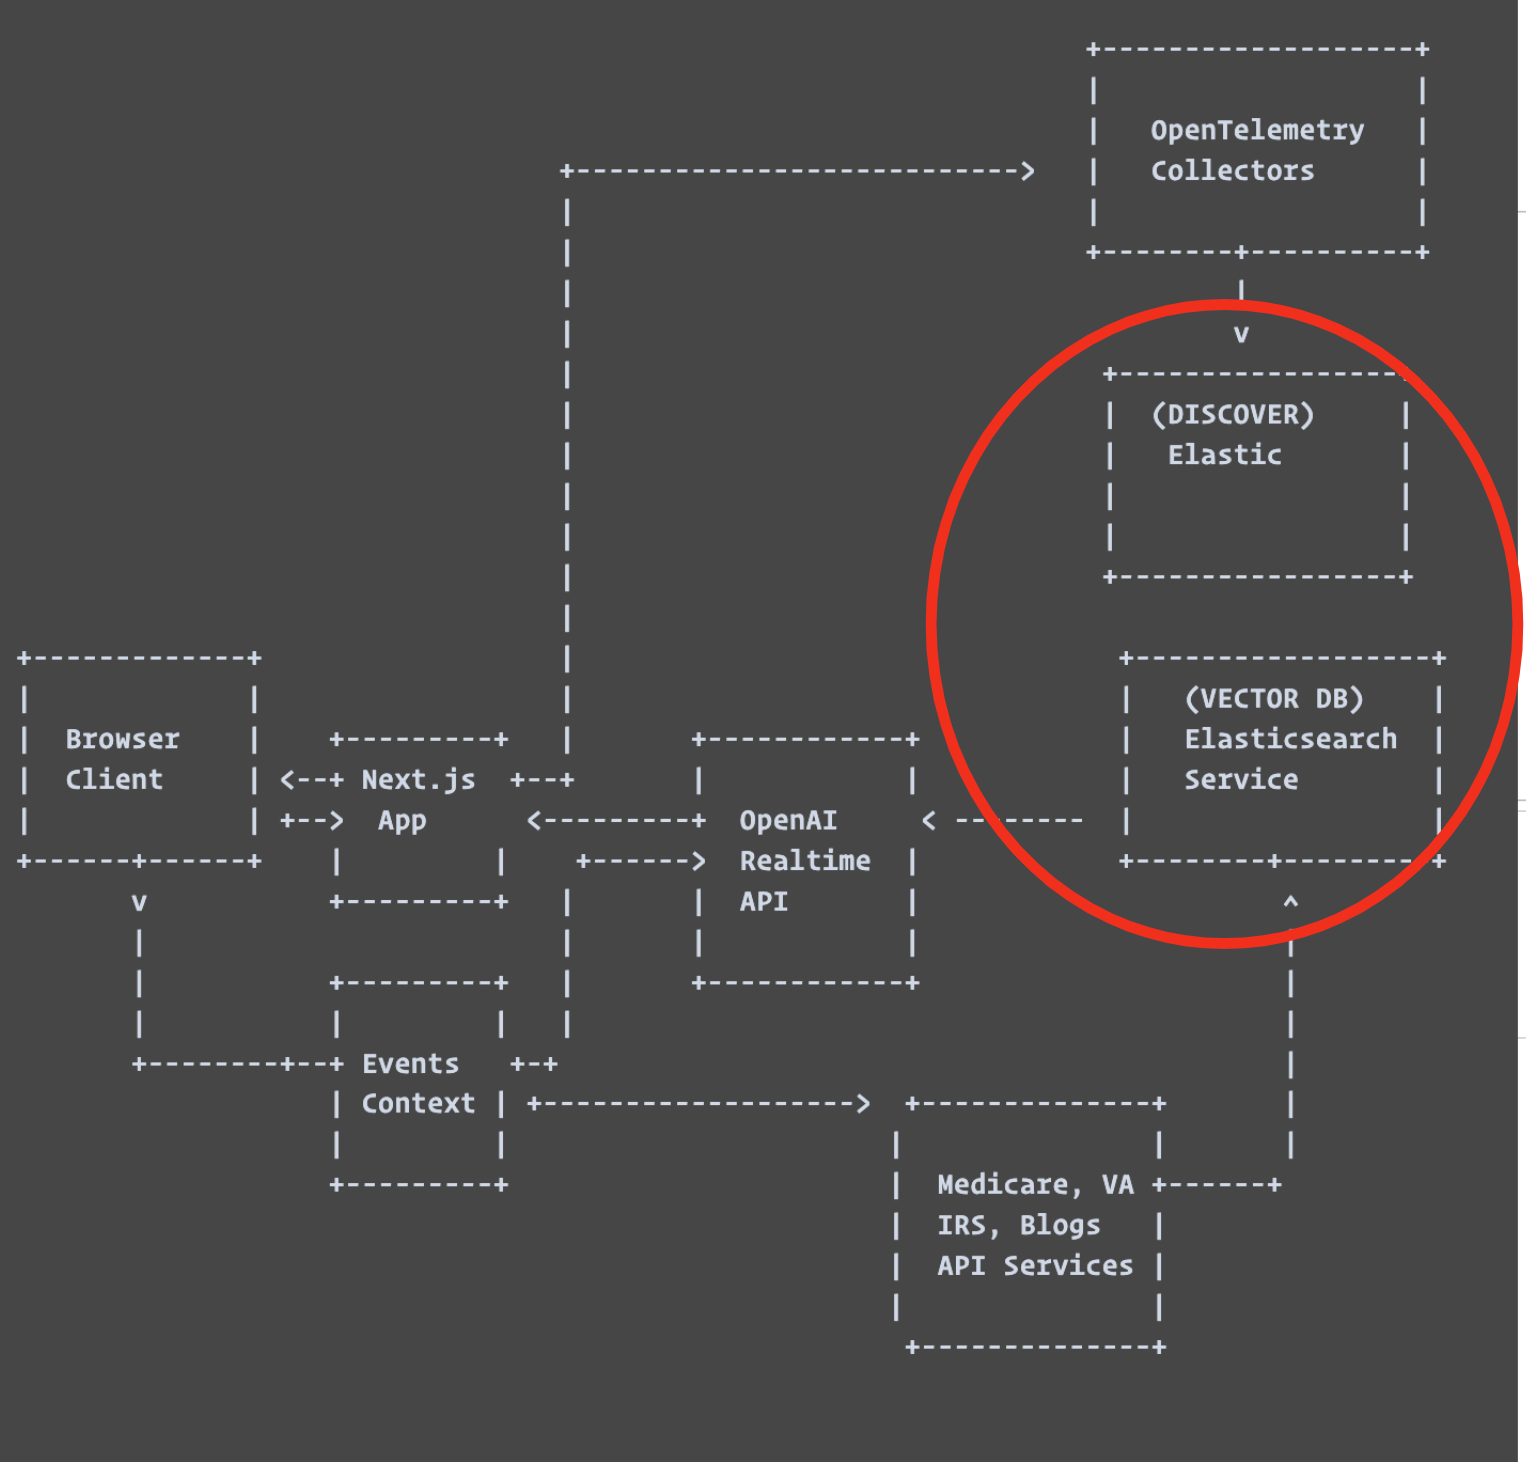 OpenTelemetry
Collectors
(DISCOVER)
Elastic
(VECTOR DB)
Elasticsearch
Service
Browser
Client
Next.js
App
OpenAI
Realtime
API
Events
Context
Medicare, VA
IRS, Blogs
API Services